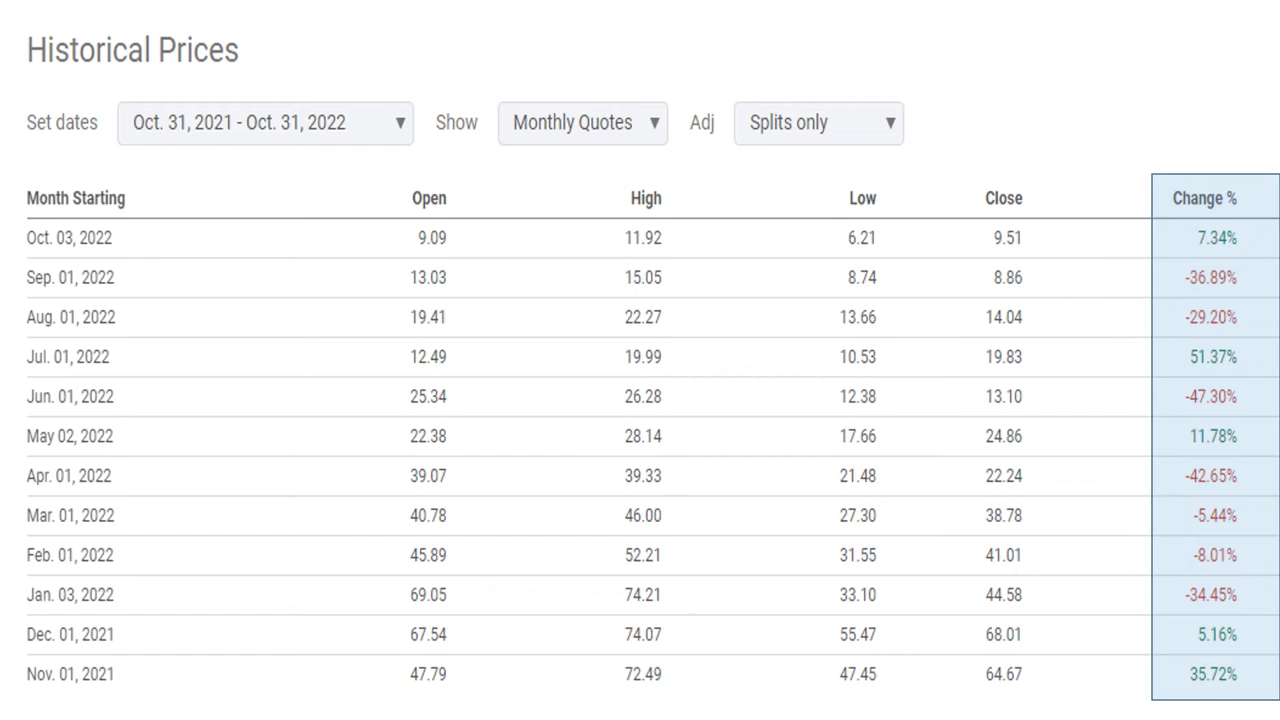 Historical Prices
Set dates Oct. 31, 2021 - Oct. 31, 2022 ▼ Show Monthly Quotes ▼ Adj Splits only ▼
Month Starting Open High Low Close Change %
Oct. 03, 2022 9.09 11.92 6.21 9.51 7.34%
Sep. 01, 2022 13.03 15.05 8.74 8.86 -36.89%
Aug. 01, 2022 19.41 22.27 13.66 14.04 -29.20%
Jul. 01, 2022 12.49 19.99 10.53 19.83 51.37%
Jun. 01, 2022 25.34 26.28 12.38 13.10 -47.30%
May 02, 2022 22.38 28.14 17.66 24.86 11.78%
Apr. 01, 2022 39.07 39.33 21.48 22.24 -42.65%
Mar. 01, 2022 40.78 46.00 27.30 38.78 -5.44%
Feb. 01, 2022 45.89 52.21 31.55 41.01 -8.01%
Jan. 03, 2022 69.05 74.21 33.10 44.58 -34.45%
Dec. 01, 2021 67.54 74.07 55.47 68.01 5.16%
Nov. 01, 2021 47.79 72.49 47.45 64.67 35.72%